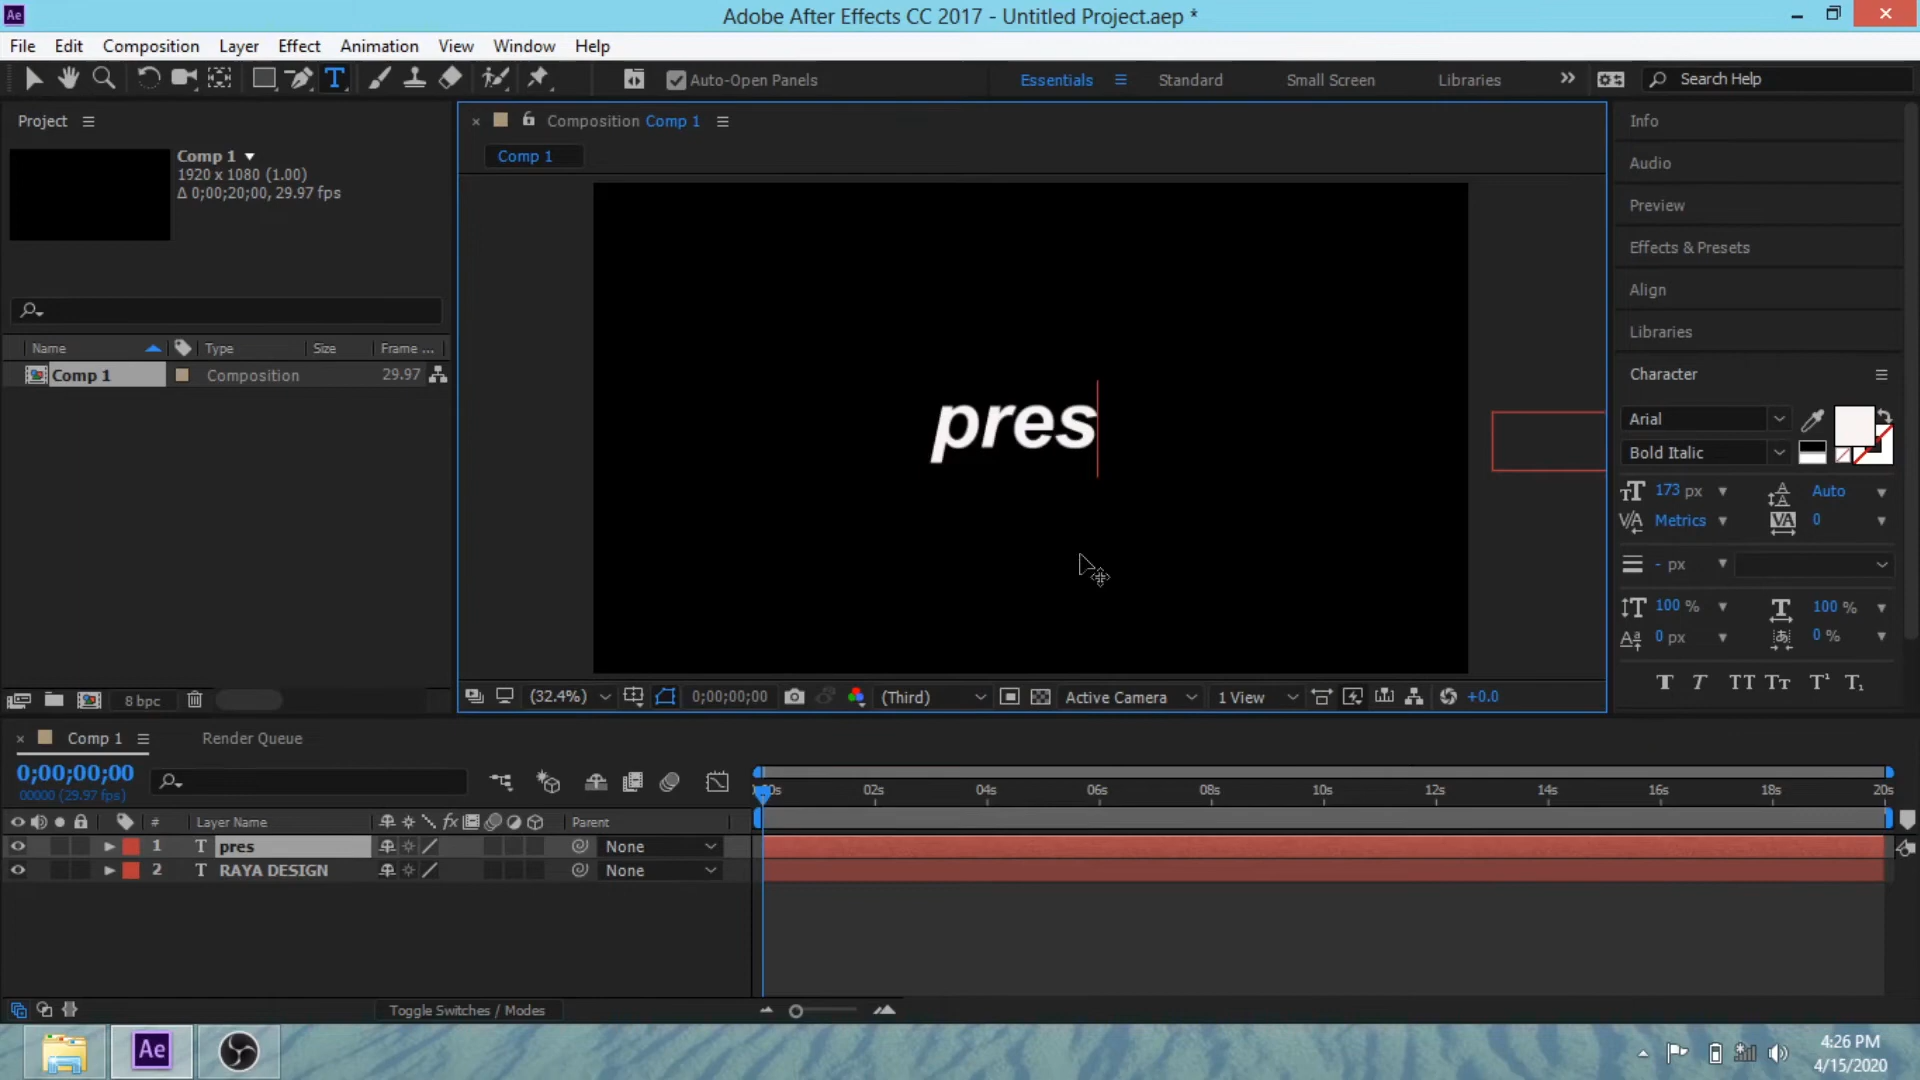 Ae
Adobe After Effects CC 2017 - Untitled Project.aep *
File Edit Composition Layer Effect Animation View Window Help
Auto-Open Panels
Essentials Standard Small Screen Libraries
Search Help
Project
Comp 1
1920 x 1080 (1.00)
Δ 0;00;20;00, 29.97 fps
Name Type Size Frame ...
Comp 1 Composition 29.97
8 bpc
Composition Comp 1
Comp 1
pres
(32.4%) 0;00;00;00 (Third) Active Camera 1 View +0.0
Info
Audio
Preview
Effects & Presets
Align
Libraries
Character
Arial
Bold Italic
173 px Auto
Metrics 0
- px
100 % 100 %
0 px 0 %
T T TT Tt T¹ T₁
Comp 1 Render Queue
0;00;00;00
00000 (29.97 fps)
# Layer Name fx Parent
1 T pres None
2 T RAYA DESIGN None
02s 04s 06s 08s 10s 12s 14s 16s 18s 20s
Toggle Switches / Modes
Ae
4:26 PM
4/15/2020